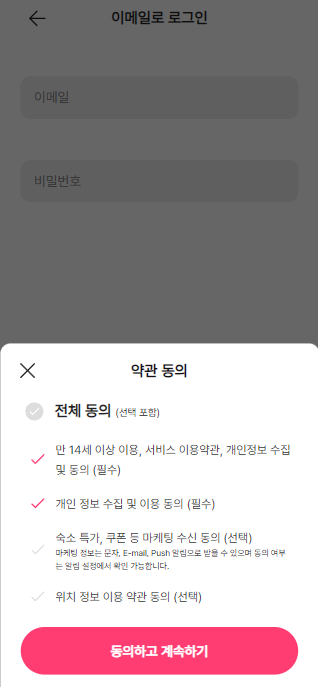 이메일로 로그인
이메일
비밀번호
약관 동의
전체 동의 (선택 포함)
만 14세 이상 이용, 서비스 이용약관, 개인정보 수집
및 동의 (필수)
개인 정보 수집 및 이용 동의 (필수)
숙소 특가, 쿠폰 등 마케팅 수신 동의 (선택)
마케팅 정보는 문자, E-mail, Push 알림으로 받을 수 있으며 동의 여부
는 알림 설정에서 확인 가능합니다.
위치 정보 이용 약관 동의 (선택)
동의하고 계속하기